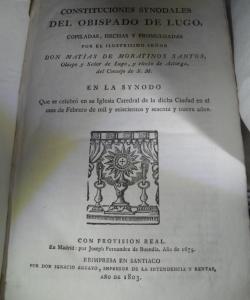 CONSTITUCIONES SYNODALES
DEL OBISPADO DE LUGO,
COPILADAS, HECHAS Y PROMULGADAS
POR EL ILUSTRISIMO SEÑOR
DON MATÍAS DE MORATINOS SANTOS,
Obispo y Señor de Lugo, y electo de Astorga,
del Consejo de S. M.
EN LA SYNODO
Que se celebró en su Iglesia Catedral de la dicha Ciudad en el
mes de Febrero de mil y seiscientos y sesenta y nueve años.
CON PROVISION REAL.
En Madrid: por Joseph Fernandez de Buendia. Año de 1675.
REIMPRESA EN SANTIAGO
POR DON IGNACIO AGUAYO, IMPRESOR DE LA INTENDENCIA Y RENTAS,
AÑO DE 1803.